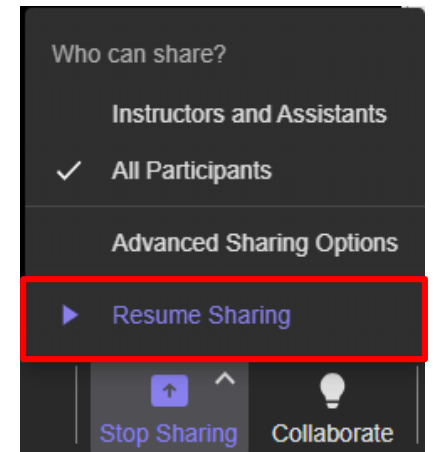 Who can share?
Instructors and Assistants
All Participants
Advanced Sharing Options
Resume Sharing
Stop Sharing
Collaborate